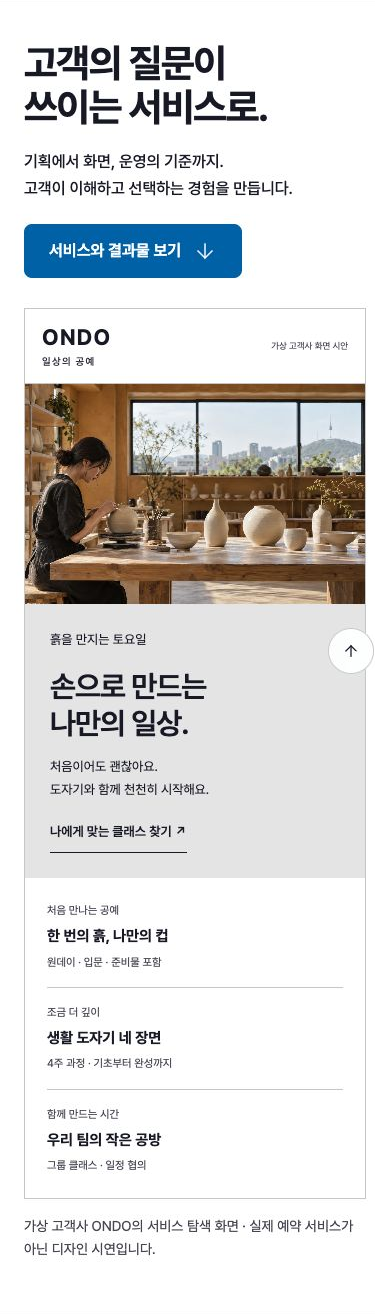 고객의 질문이
쓰이는 서비스로.
기획에서 화면, 운영의 기준까지.
고객이 이해하고 선택하는 경험을 만듭니다.
서비스와 결과물 보기 ↓
ONDO
일상의 공예
가상 고객사 화면 시안
흙을 만지는 토요일
손으로 만드는
나만의 일상.
처음이어도 괜찮아요.
도자기와 함께 천천히 시작해요.
나에게 맞는 클래스 찾기 ↗
처음 만나는 공예
한 번의 흙, 나만의 컵
원데이 · 입문 · 준비물 포함
조금 더 깊이
생활 도자기 네 장면
4주 과정 · 기초부터 완성까지
함께 만드는 시간
우리 팀의 작은 공방
그룹 클래스 · 일정 협의
가상 고객사 ONDO의 서비스 탐색 화면 · 실제 예약 서비스가
아닌 디자인 시연입니다.